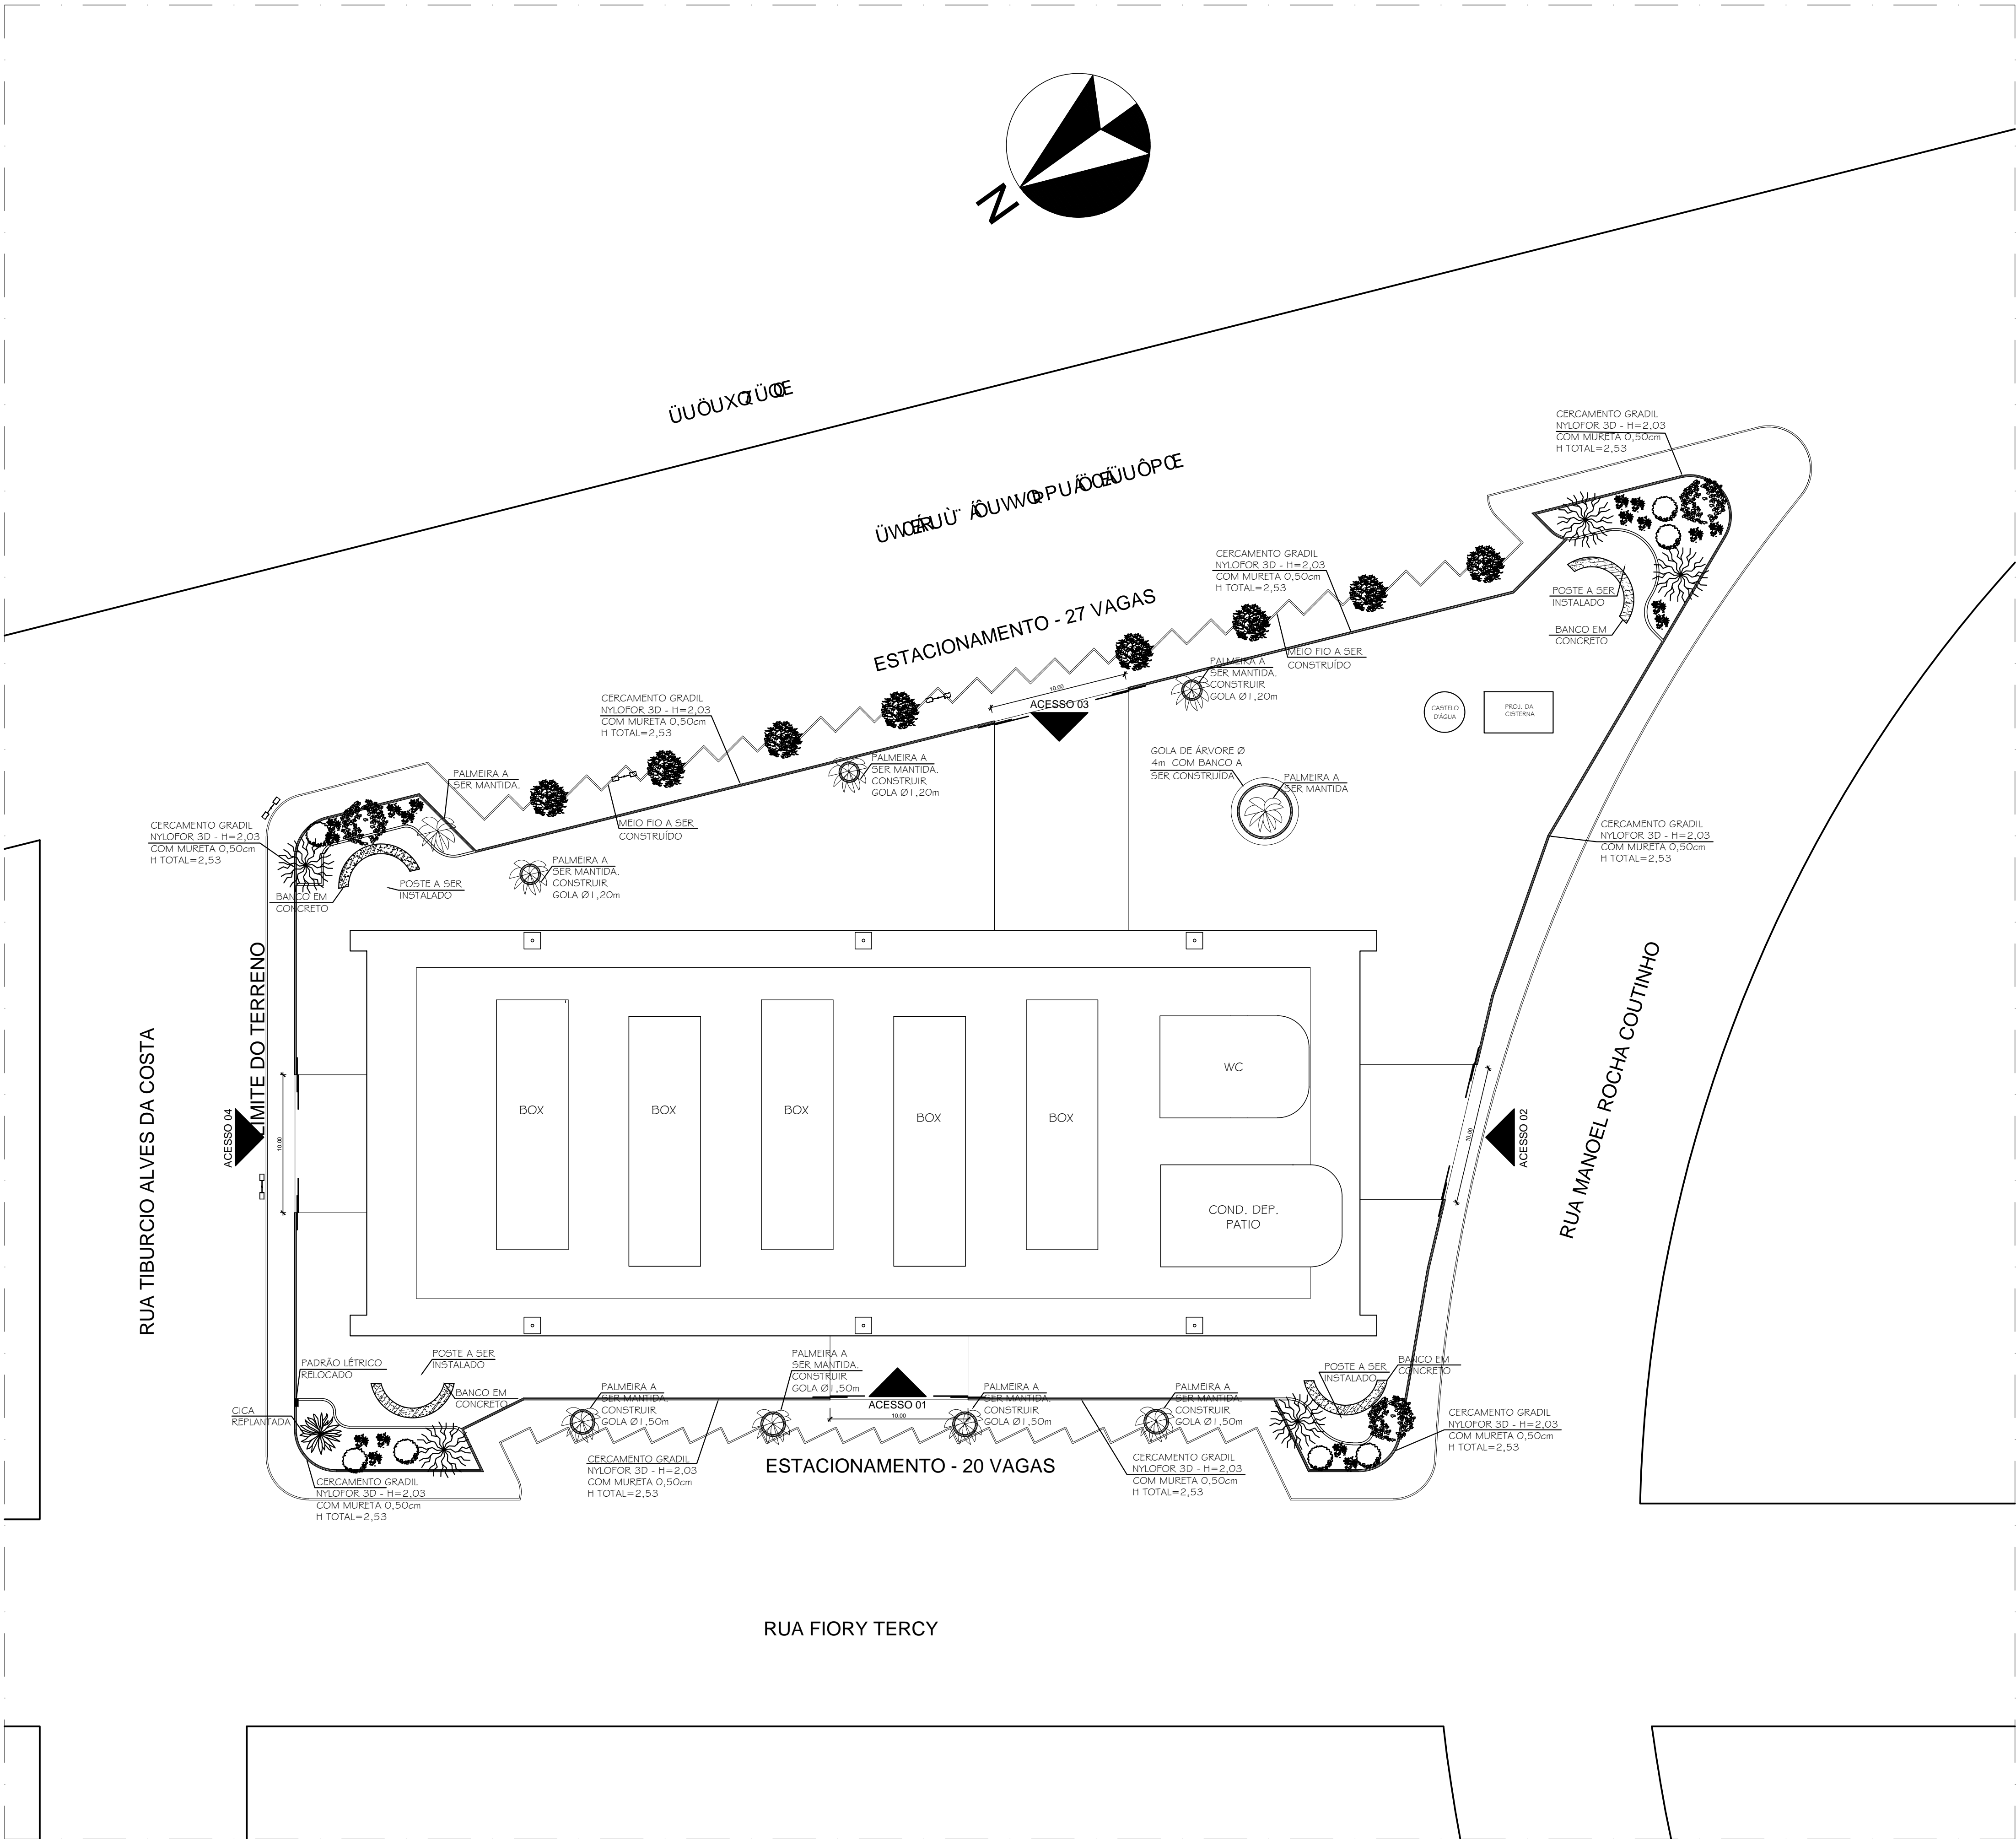 N
ÜUÖUXQÜQE
CERCAMENTO GRADIL
NYLOFOR 3D - H=2,03
COM MURETA 0,50cm
H TOTAL=2,53
CERCAMENTO GRADIL
NYLOFOR 3D - H=2,03
COM MURETA 0,50cm
H TOTAL=2,53
ESTACIONAMENTO - 27 VAGAS
POSTE A SER
INSTALADO
BANCO EM
CONCRETO
MEIO FIO A SER
CONSTRUÍDO
PALMEIRA A
SER MANTIDA.
CONSTRUIR
GOLA Ø1,20m
10.00
ACESSO 03
CERCAMENTO GRADIL
NYLOFOR 3D - H=2,03
COM MURETA 0,50cm
H TOTAL=2,53
CASTELO
D'ÁGUA
PROJ. DA
CISTERNA
GOLA DE ÁRVORE Ø
4m COM BANCO A
SER CONSTRUÍDA
PALMEIRA A
SER MANTIDA
PALMEIRA A
SER MANTIDA.
CONSTRUIR
GOLA Ø1,20m
PALMEIRA A
SER MANTIDA.
MEIO FIO A SER
CONSTRUÍDO
CERCAMENTO GRADIL
NYLOFOR 3D - H=2,03
COM MURETA 0,50cm
H TOTAL=2,53
CERCAMENTO GRADIL
NYLOFOR 3D - H=2,03
COM MURETA 0,50cm
H TOTAL=2,53
PALMEIRA A
SER MANTIDA.
CONSTRUIR
GOLA Ø1,20m
POSTE A SER
INSTALADO
BANCO EM
CONCRETO
LIMITE DO TERRENO
RUA TIBURCIO ALVES DA COSTA
ACESSO 04
10.00
BOX
BOX
BOX
BOX
BOX
WC
COND. DEP.
PATIO
10.00
ACESSO 02
RUA MANOEL ROCHA COUTINHO
PADRÃO LÉTRICO
RELOCADO
POSTE A SER
INSTALADO
BANCO EM
CONCRETO
CICA
REPLANTADA
PALMEIRA A
SER MANTIDA.
CONSTRUIR
GOLA Ø1,50m
PALMEIRA A
SER MANTIDA.
CONSTRUIR
GOLA Ø1,50m
ACESSO 01
10.00
PALMEIRA A
SER MANTIDA.
CONSTRUIR
GOLA Ø1,50m
PALMEIRA A
SER MANTIDA.
CONSTRUIR
GOLA Ø1,50m
POSTE A SER
INSTALADO
BANCO EM
CONCRETO
CERCAMENTO GRADIL
NYLOFOR 3D - H=2,03
COM MURETA 0,50cm
H TOTAL=2,53
CERCAMENTO GRADIL
NYLOFOR 3D - H=2,03
COM MURETA 0,50cm
H TOTAL=2,53
CERCAMENTO GRADIL
NYLOFOR 3D - H=2,03
COM MURETA 0,50cm
H TOTAL=2,53
ESTACIONAMENTO - 20 VAGAS
CERCAMENTO GRADIL
NYLOFOR 3D - H=2,03
COM MURETA 0,50cm
H TOTAL=2,53
RUA FIORY TERCY